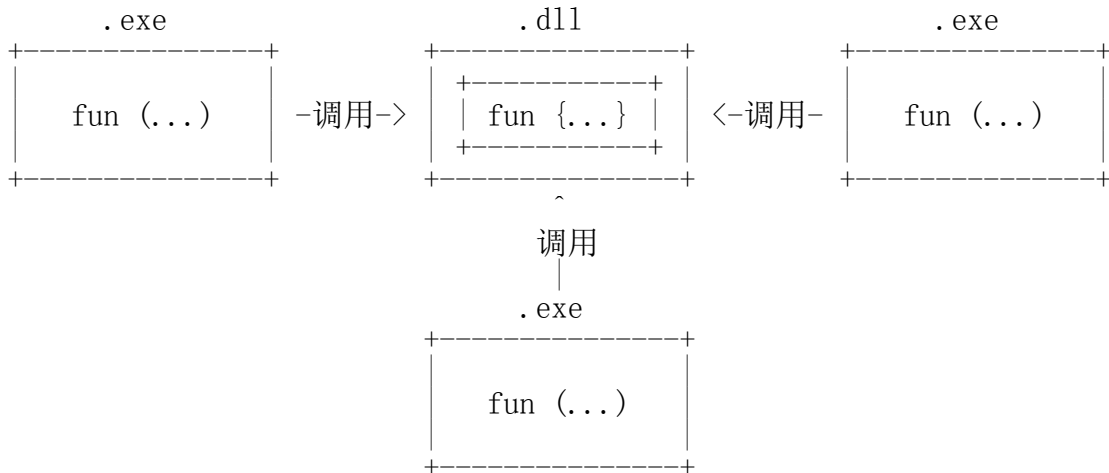 .exe .dll .exe
fun (...) -调用-> fun {...} <-调用- fun (...)
^
调用
|
.exe
fun (...)